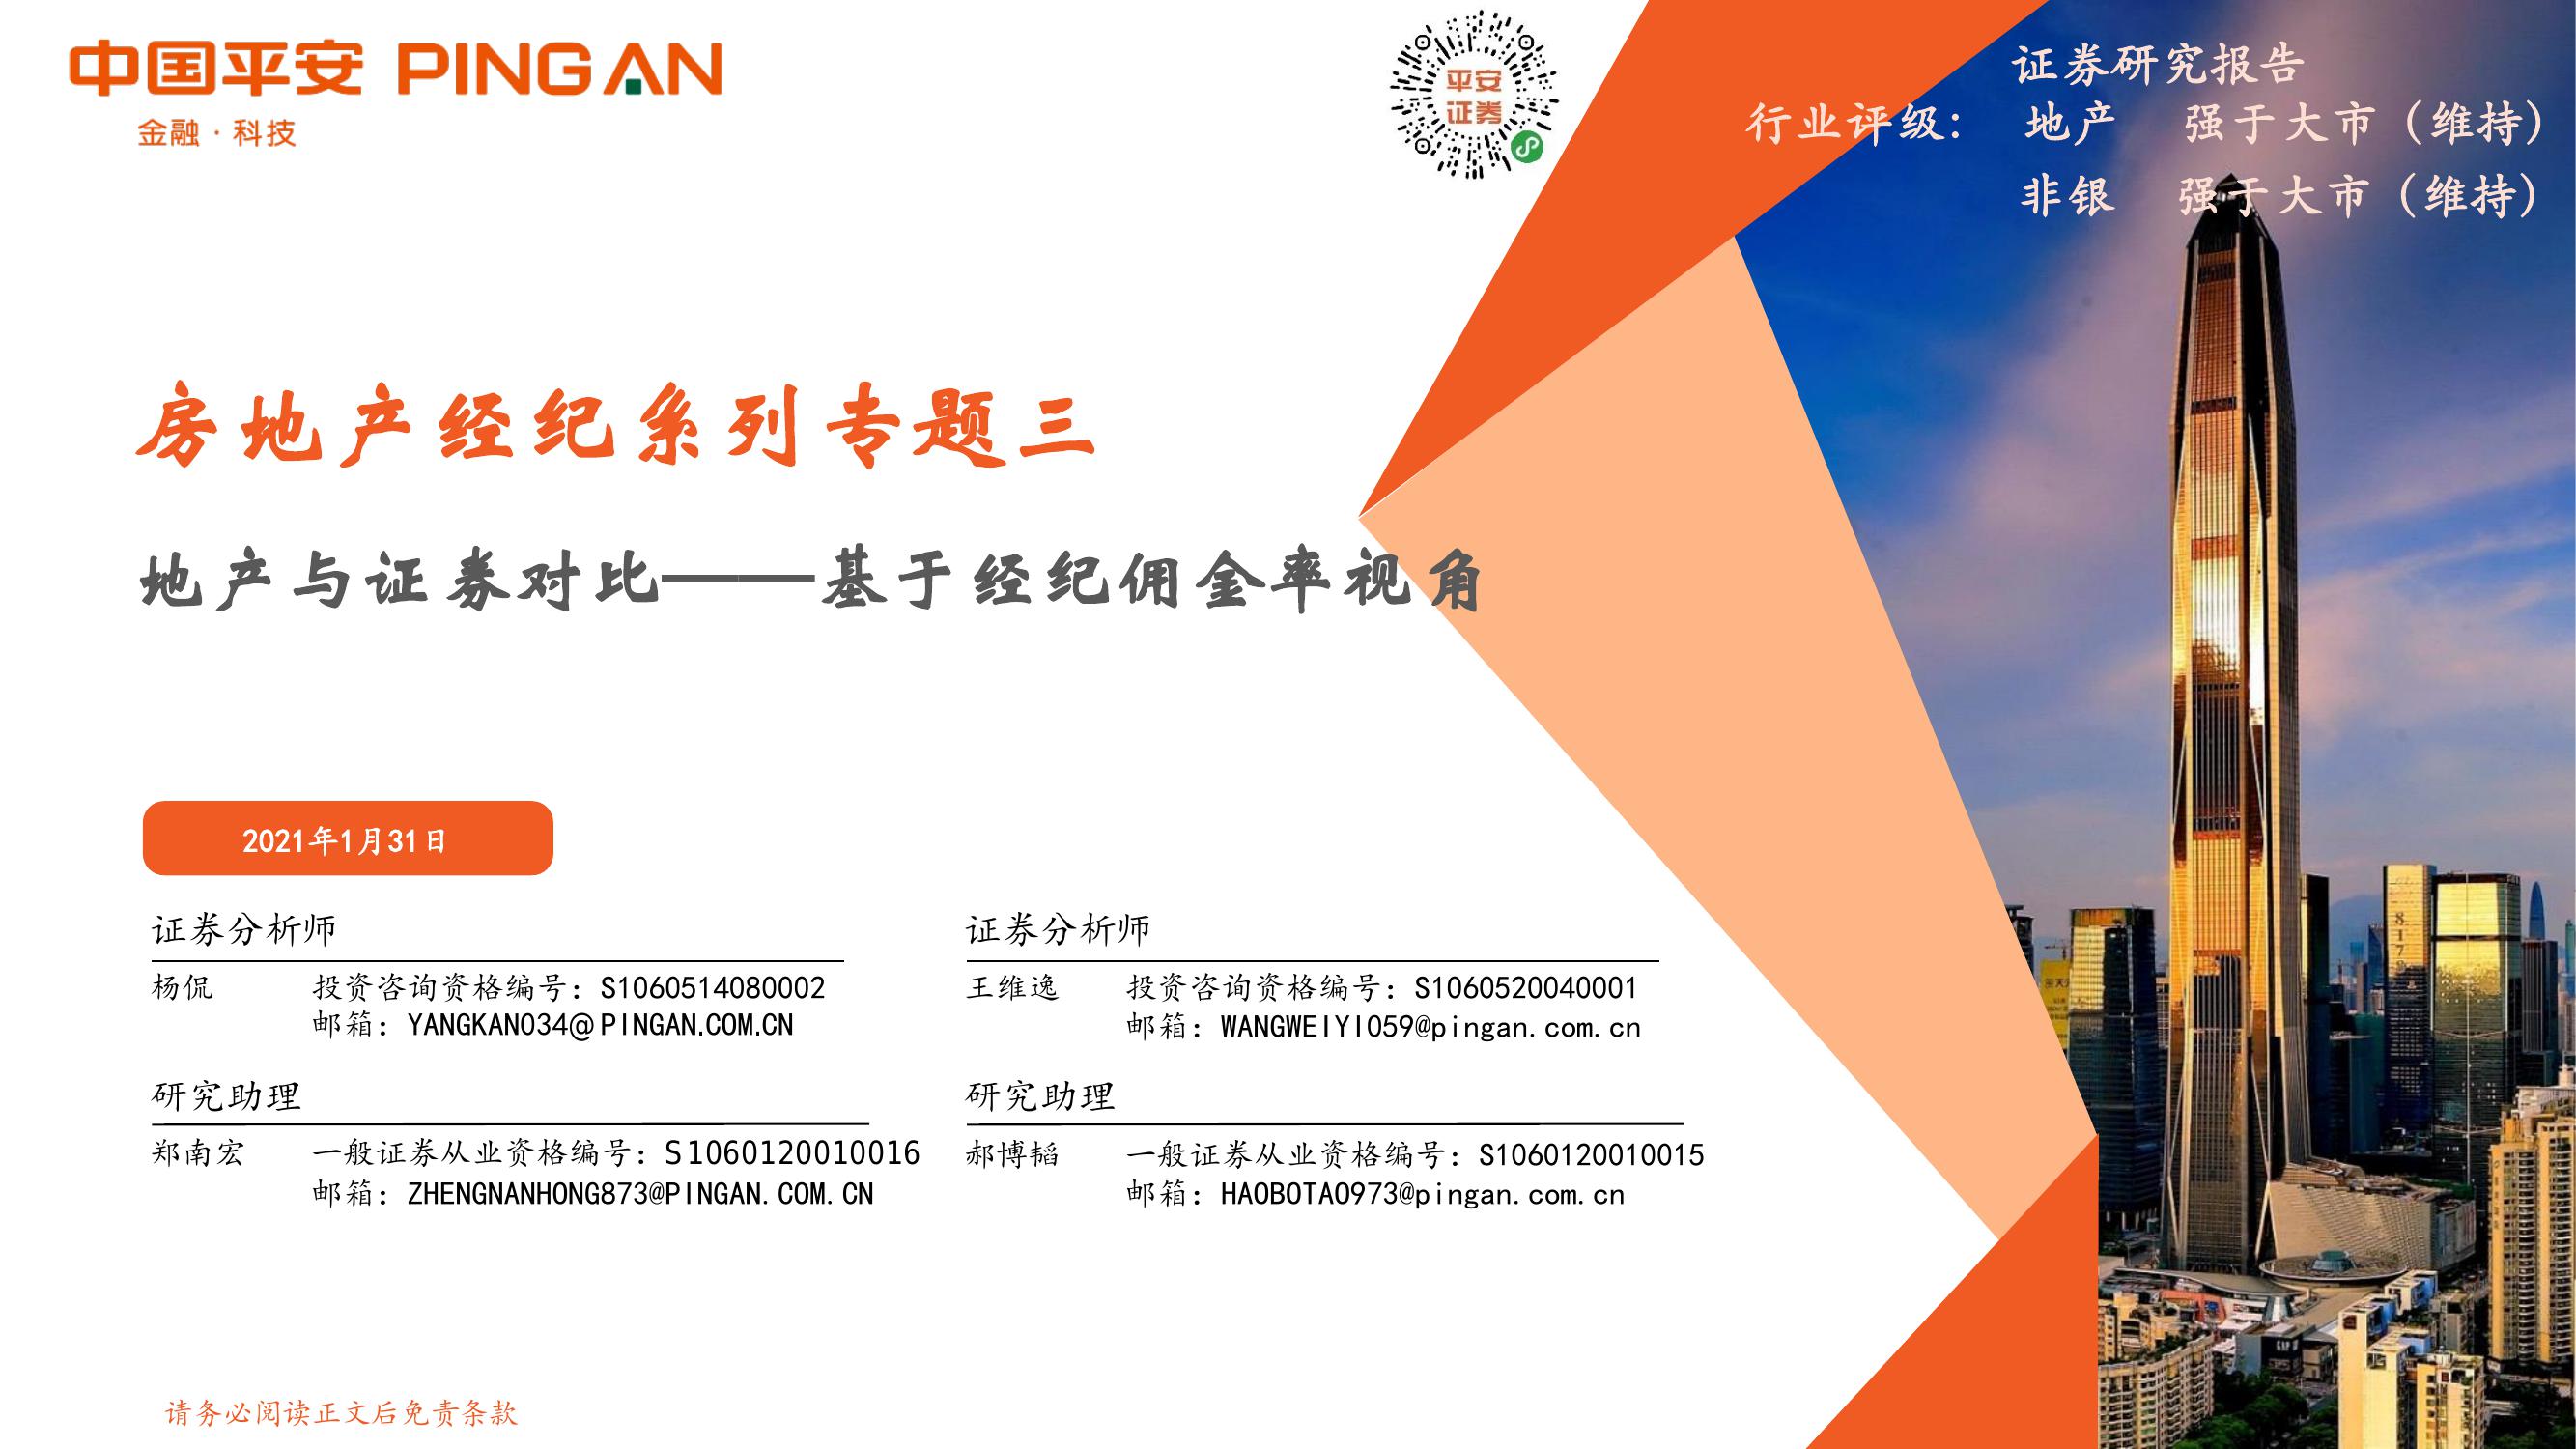 中国平安 PINGAN
金融·科技
平安
证券
证券研究报告
行业评级： 地产 强于大市（维持）
非银 强于大市（维持）
房地产经纪系列专题三
地产与证券对比——基于经纪佣金率视角
2021年1月31日
证券分析师
杨侃 投资咨询资格编号：S1060514080002
邮箱：YANGKAN034@PINGAN.COM.CN
证券分析师
王维逸 投资咨询资格编号：S1060520040001
邮箱：WANGWEIYI059@pingan.com.cn
研究助理
郑南宏 一般证券从业资格编号：S1060120010016
邮箱：ZHENGNANHONG873@PINGAN.COM.CN
研究助理
郝博韬 一般证券从业资格编号：S1060120010015
邮箱：HAOBOTAO973@pingan.com.cn
请务必阅读正文后免责条款